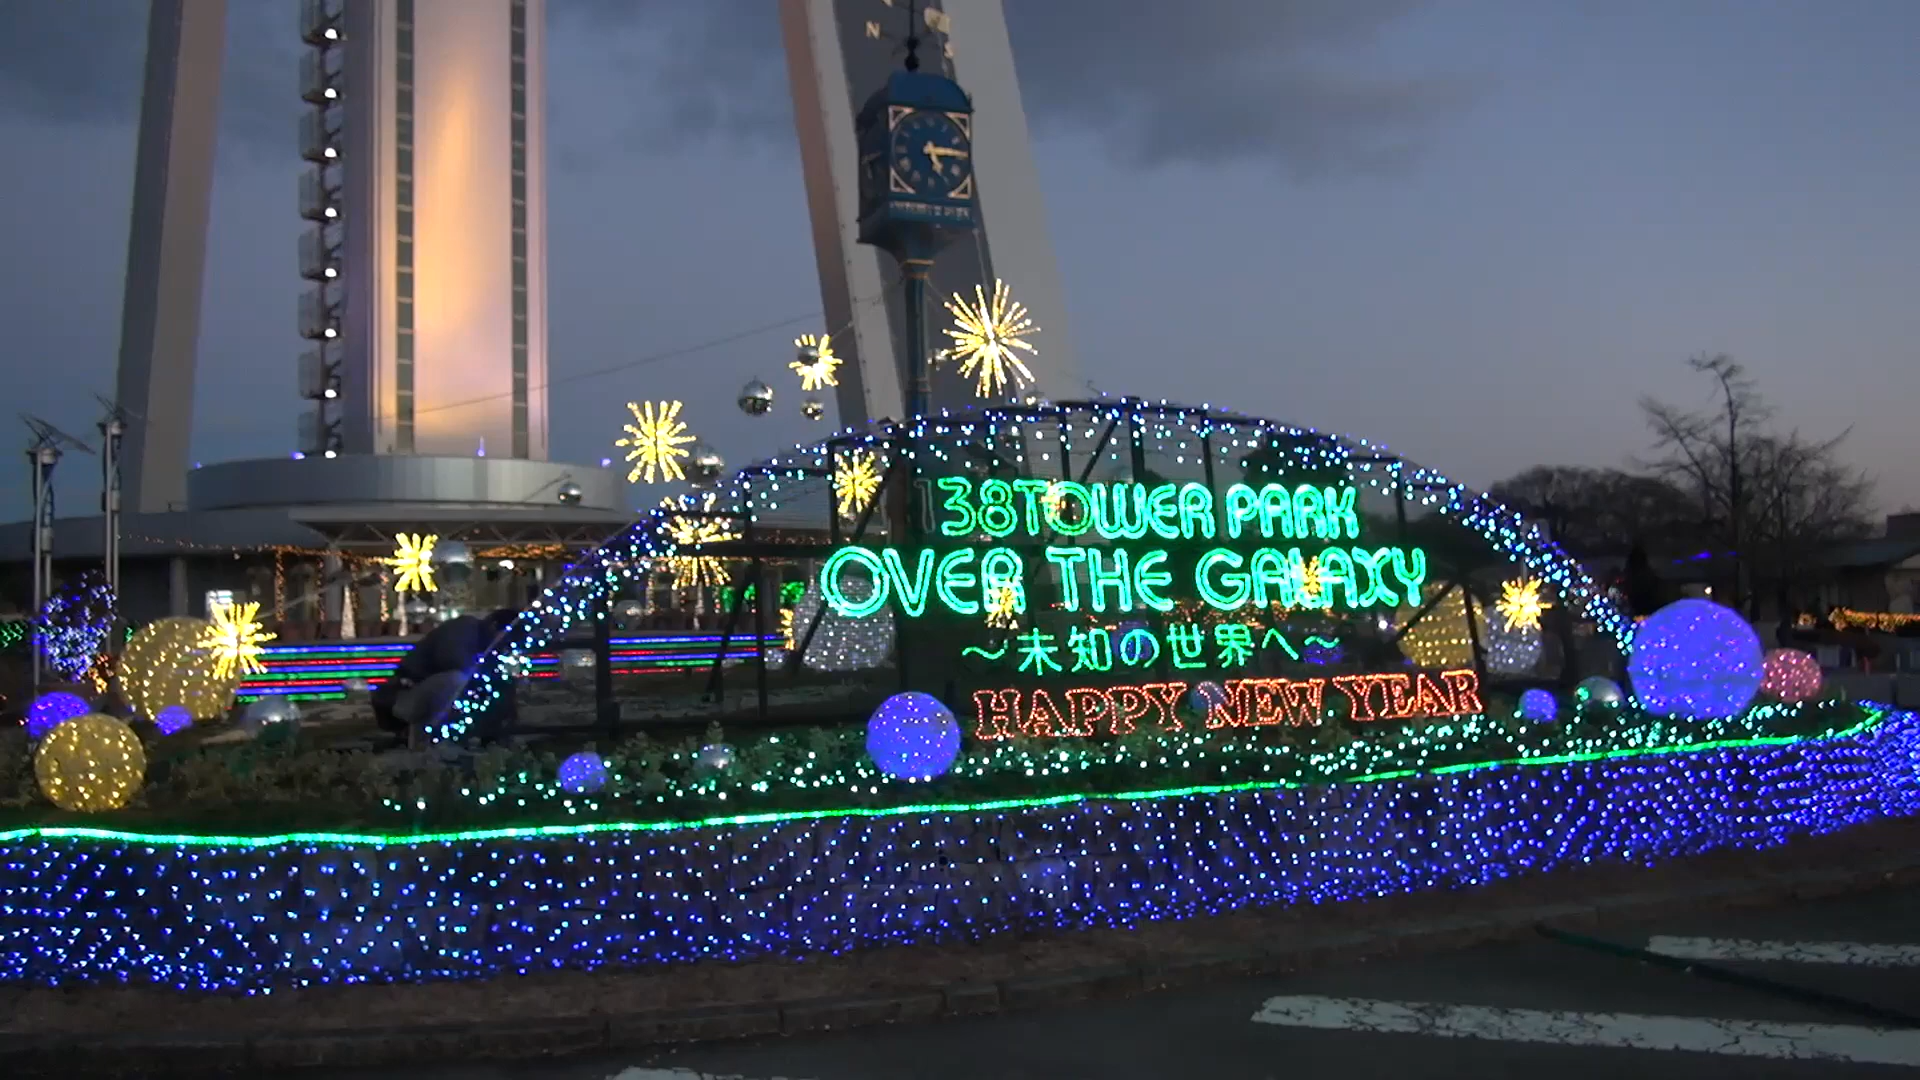 N
S
138TOWER PARK
OVER THE GALAXY
～未知の世界へ～
HAPPY NEW YEAR